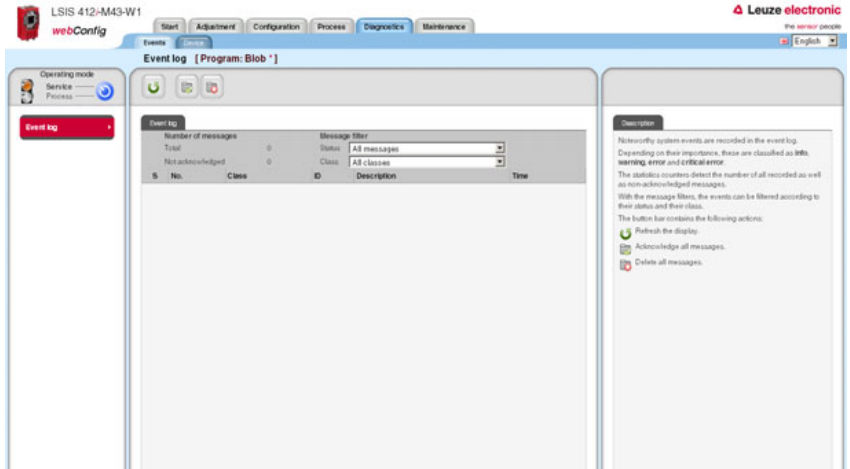 LSIS 412i-M43-W1
webConfig
Start Adjustment Configuration Process Diagnostics Maintenance
Leuze electronic
the sensor people
Events Device
English
Event log [Program: Blob *]
Operating mode
Service
Process
Event log
Event log
Number of messages Message filter
Total 0 Status All messages
Not acknowledged 0 Class All classes
S No. Class ID Description Time
Description
Noteworthy system events are recorded in the event log.
Depending on their importance, these are classified as info,
warning, error and critical error.
The statistics counters detect the number of all recorded as well
as non-acknowledged messages.
With the message filters, the events can be filtered according to
their status and their class.
The button bar contains the following actions:
Refresh the display.
Acknowledge all messages.
Delete all messages.